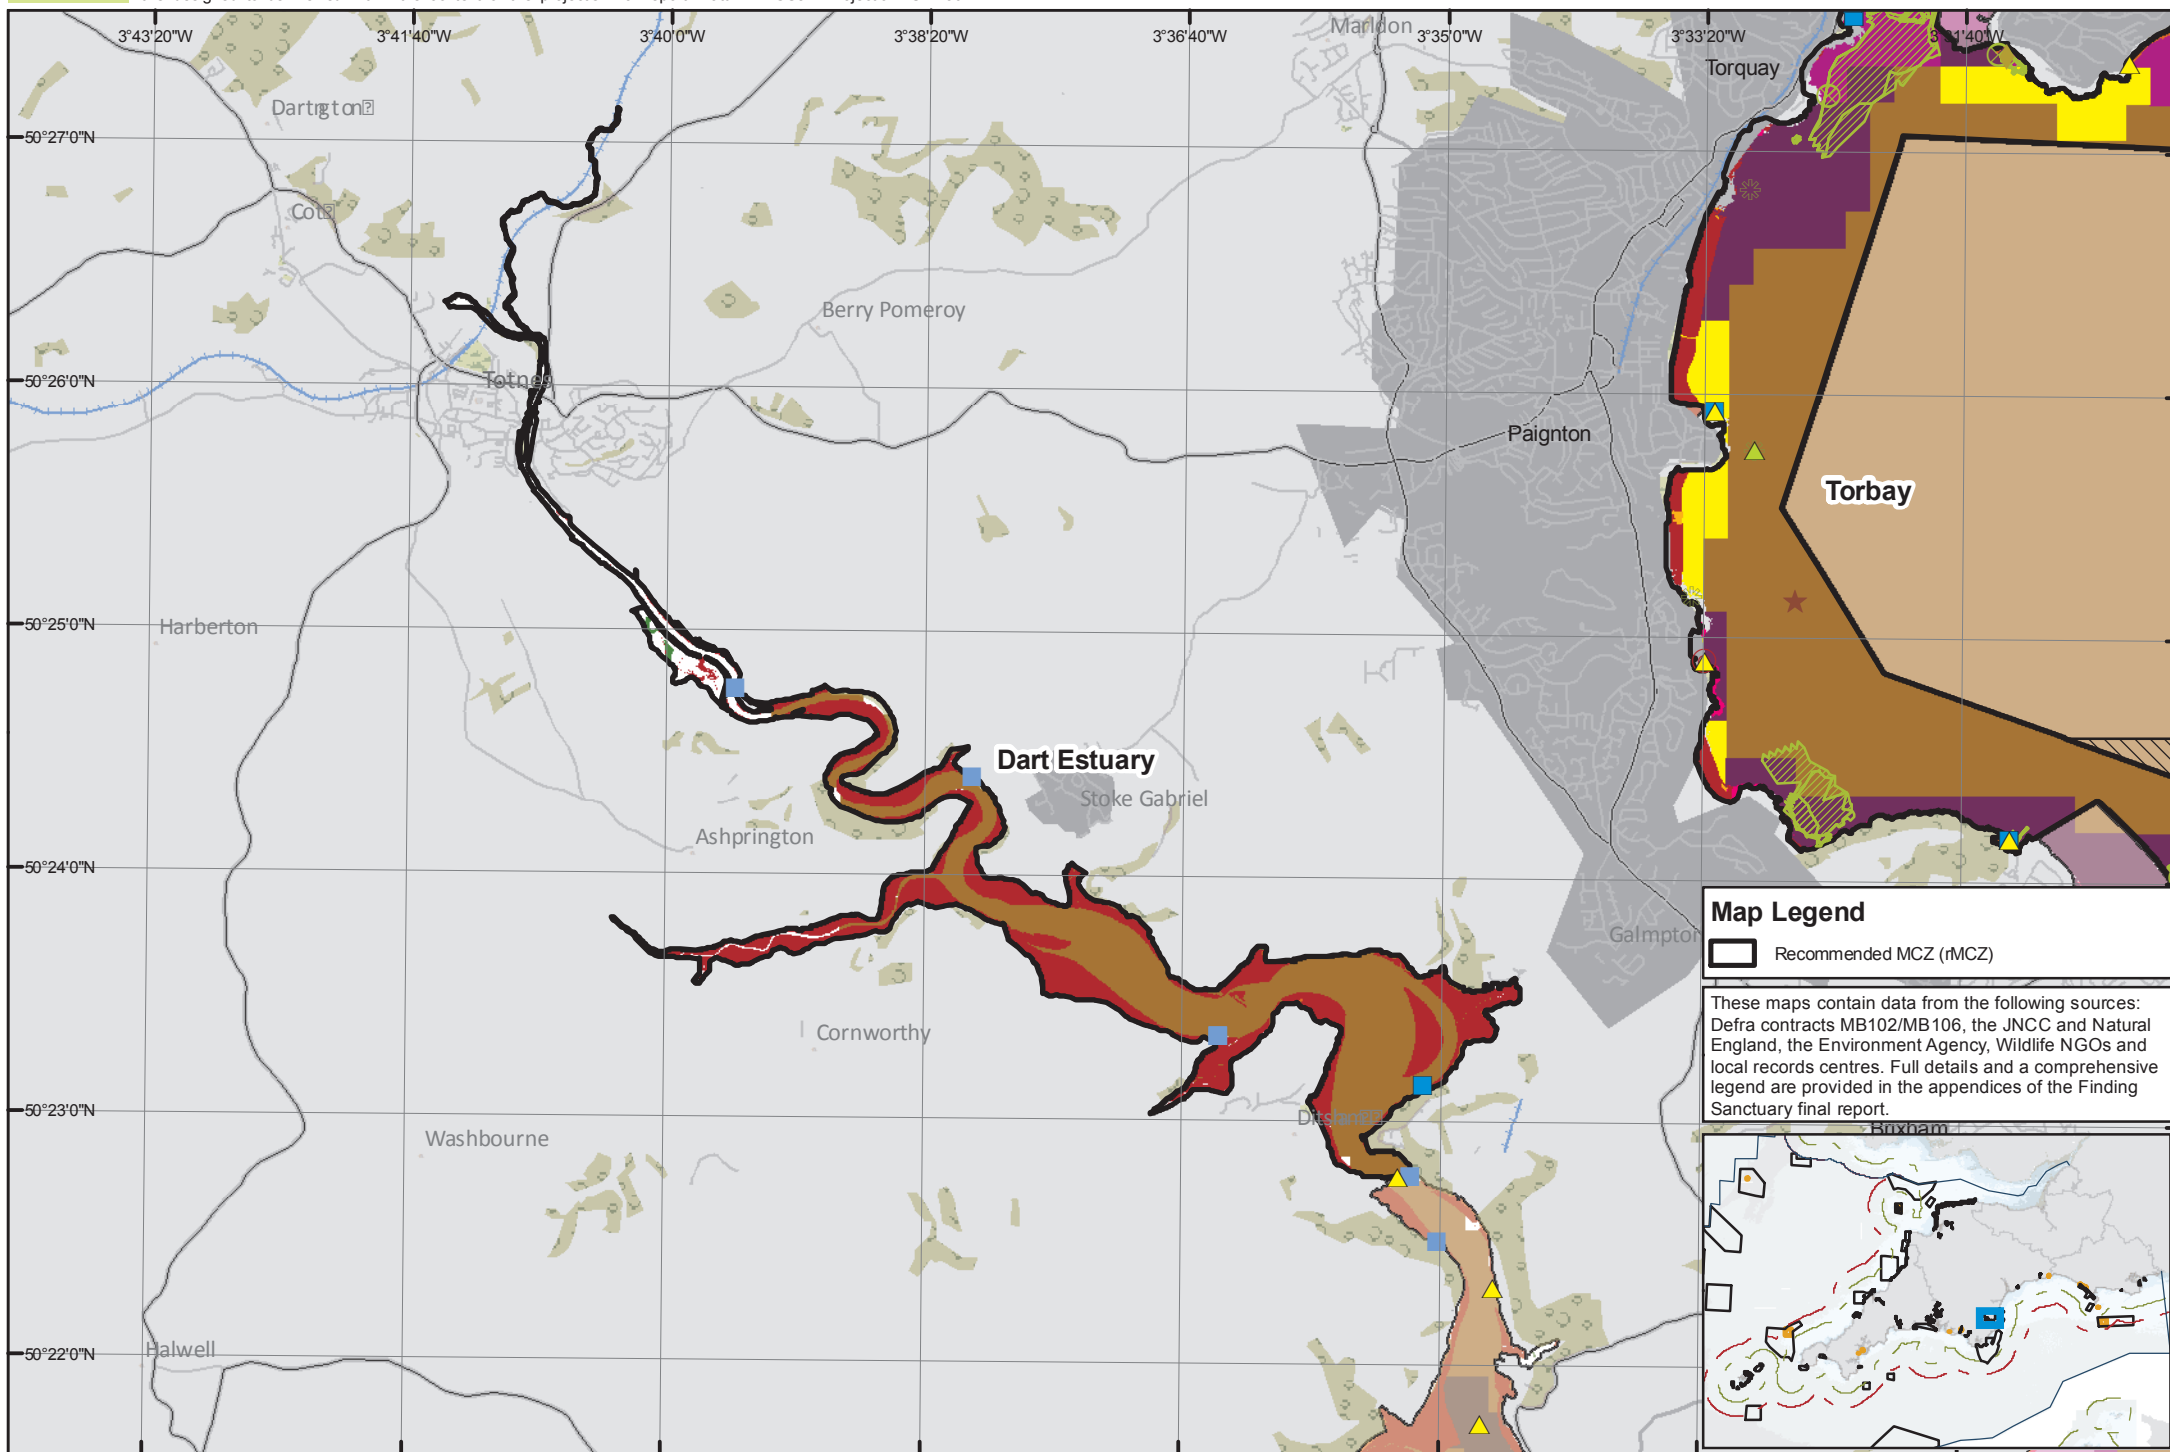 3°43'20"W
3°41'40"W
3°40'0"W
3°38'20"W
3°36'40"W
3°35'0"W
3°33'20"W
3°31'40"W
Marldon
Torquay
50°27'0"N
Berry Pomeroy
50°26'0"N
Totnes
Paignton
Torbay
50°25'0"N
Harberton
Dart Estuary
Stoke Gabriel
Ashprington
50°24'0"N
Galmpton
Cornworthy
50°23'0"N
Washbourne
50°22'0"N
Halwell
Map Legend
Recommended MCZ (rMCZ)
These maps contain data from the following sources:
Defra contracts MB102/MB106, the JNCC and Natural
England, the Environment Agency, Wildlife NGOs and
local records centres. Full details and a comprehensive
legend are provided in the appendices of the Finding
Sanctuary final report.
Brixham